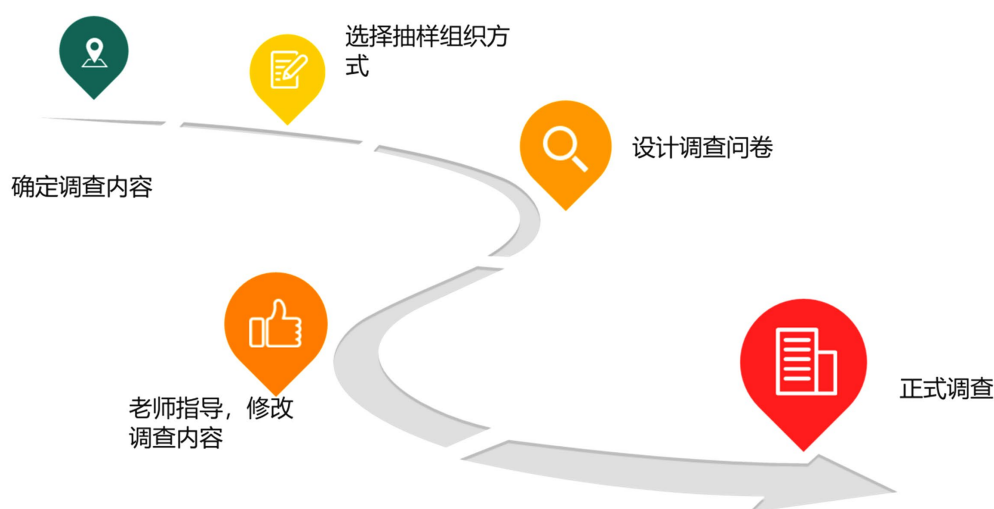 选择抽样组织方
式
设计调查问卷
确定调查内容
老师指导，修改
调查内容
正式调查